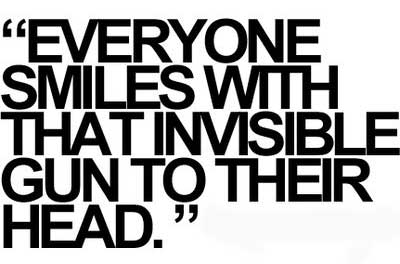 “EVERYONE
SMILES WITH
THAT INVISIBLE
GUN TO THEIR
HEAD. ”